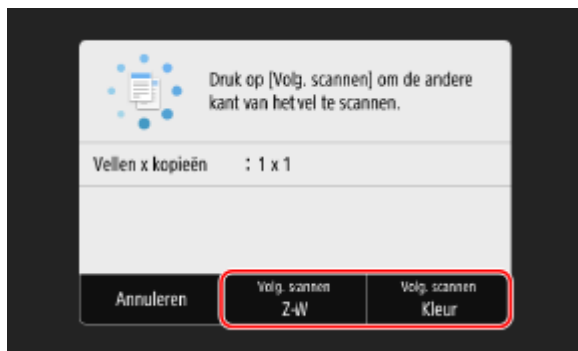 Druk op [Volg. scannen] om de andere
kant van het vel te scannen.
Vellen x kopieën : 1 x 1
Annuleren
Volg. scannen
Z-W
Volg. scannen
Kleur